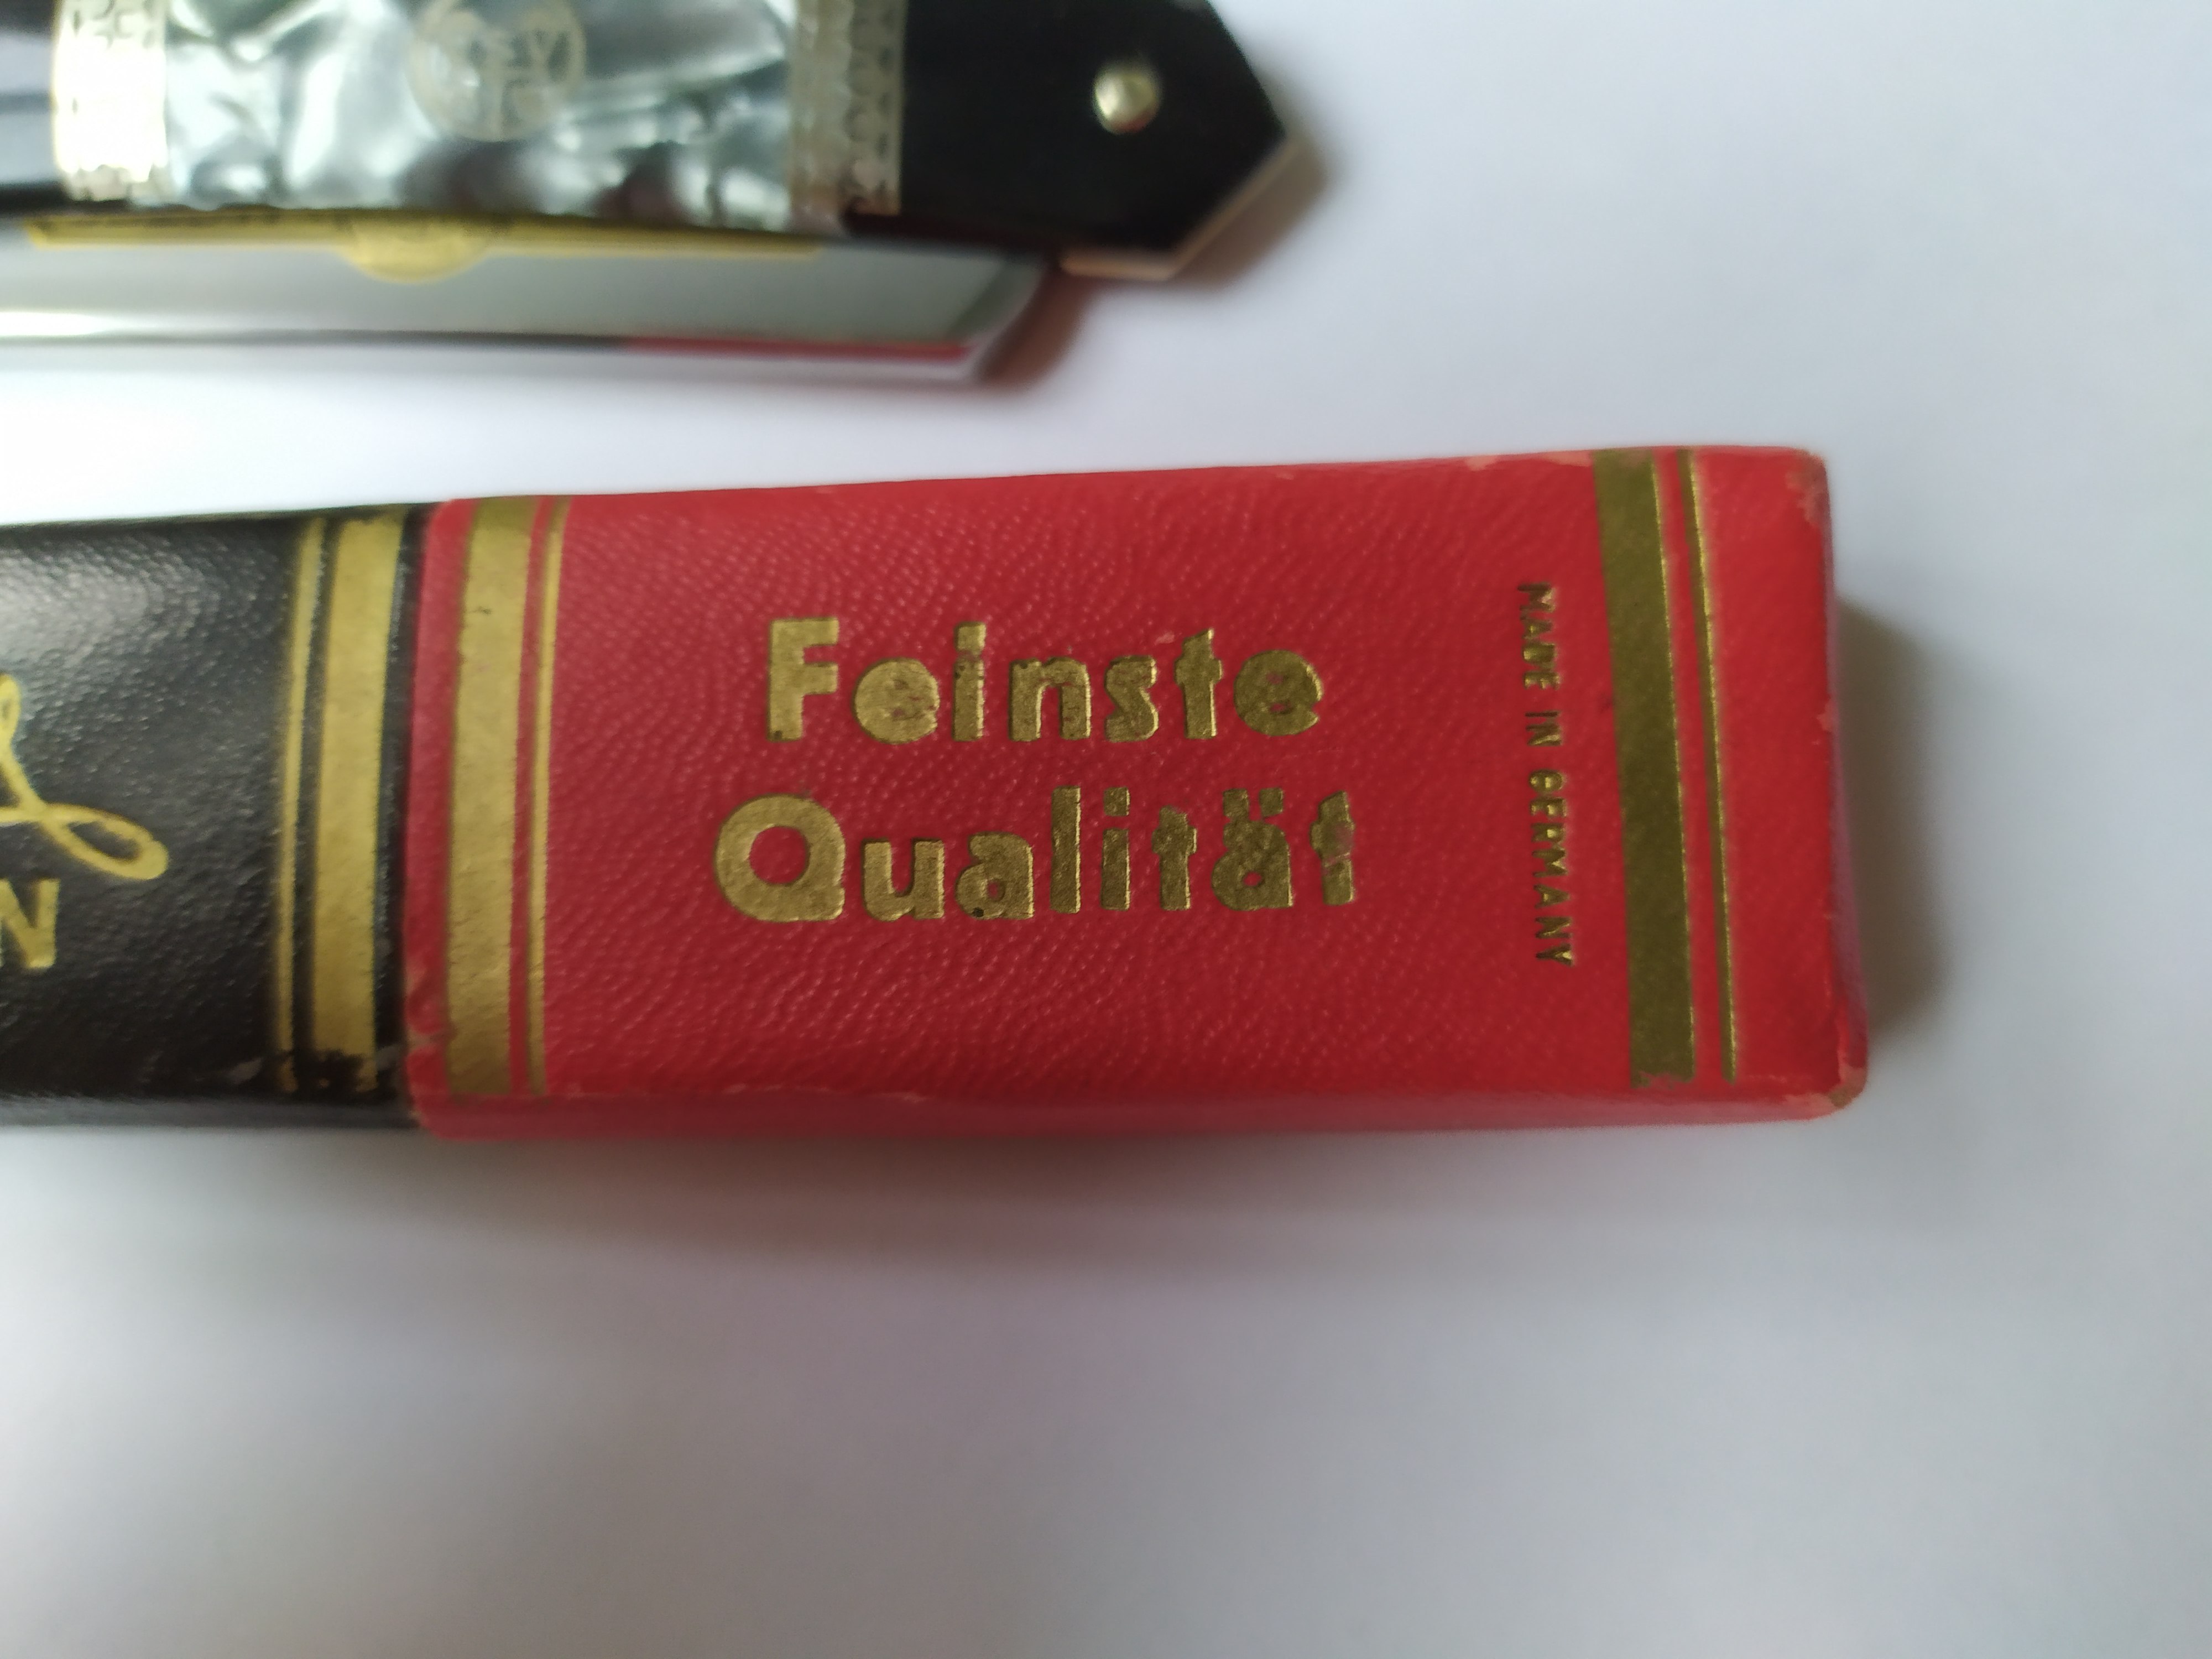 Feinste
Qualität
MADE IN GERMANY
N